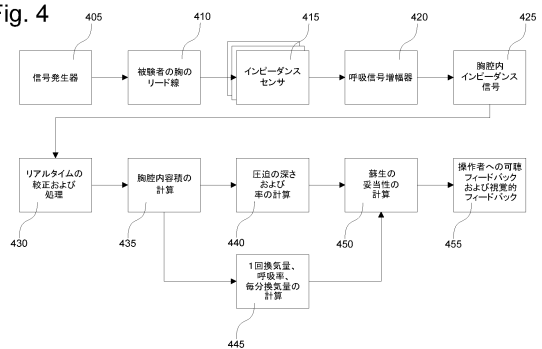 Fig. 4
405
410
415
420
425
信号発生器
被験者の胸の
リード線
インピーダンス
センサ
呼吸信号増幅器
胸腔内
インピーダンス
信号
リアルタイムの
較正および
処理
胸腔内容積の
計算
圧迫の深さ
および
率の計算
蘇生の
妥当性の
計算
操作者への可聴
フィードバック
および視覚的
フィードバック
430
435
440
450
455
1回換気量、
呼吸率、
毎分換気量の
計算
445